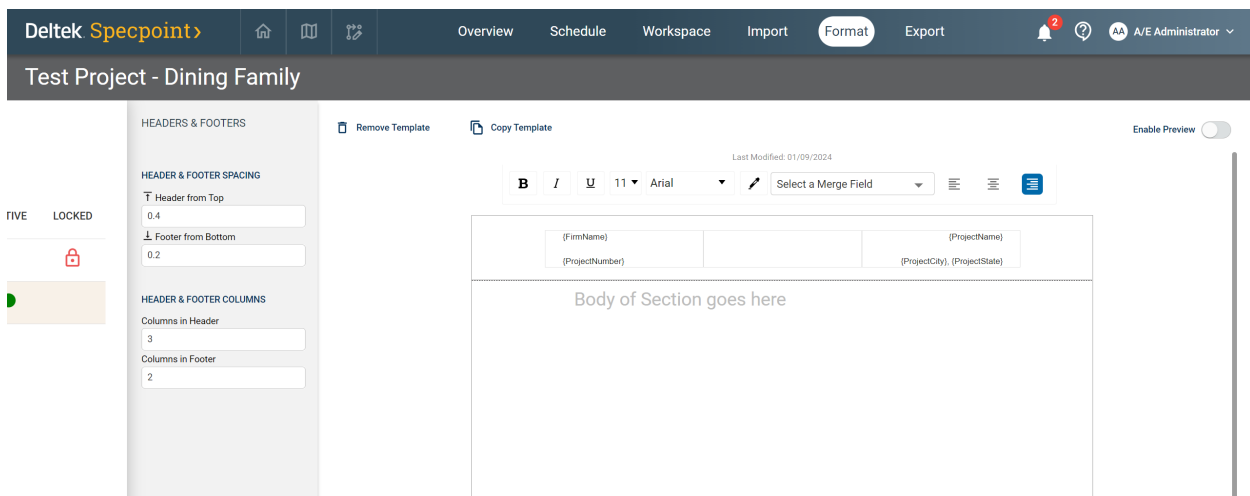 Deltek Specpoint
Overview Schedule Workspace Import Format Export 2 AA A/E Administrator
Test Project - Dining Family
TIVE LOCKED
HEADERS & FOOTERS
HEADER & FOOTER SPACING
Header from Top
0.4
Footer from Bottom
0.2
HEADER & FOOTER COLUMNS
Columns in Header
3
Columns in Footer
2
Remove Template Copy Template Enable Preview
Last Modified: 01/09/2024
B I U 11 Arial Select a Merge Field
{FirmName} {ProjectName}
{ProjectNumber} {ProjectCity}, {ProjectState}
Body of Section goes here